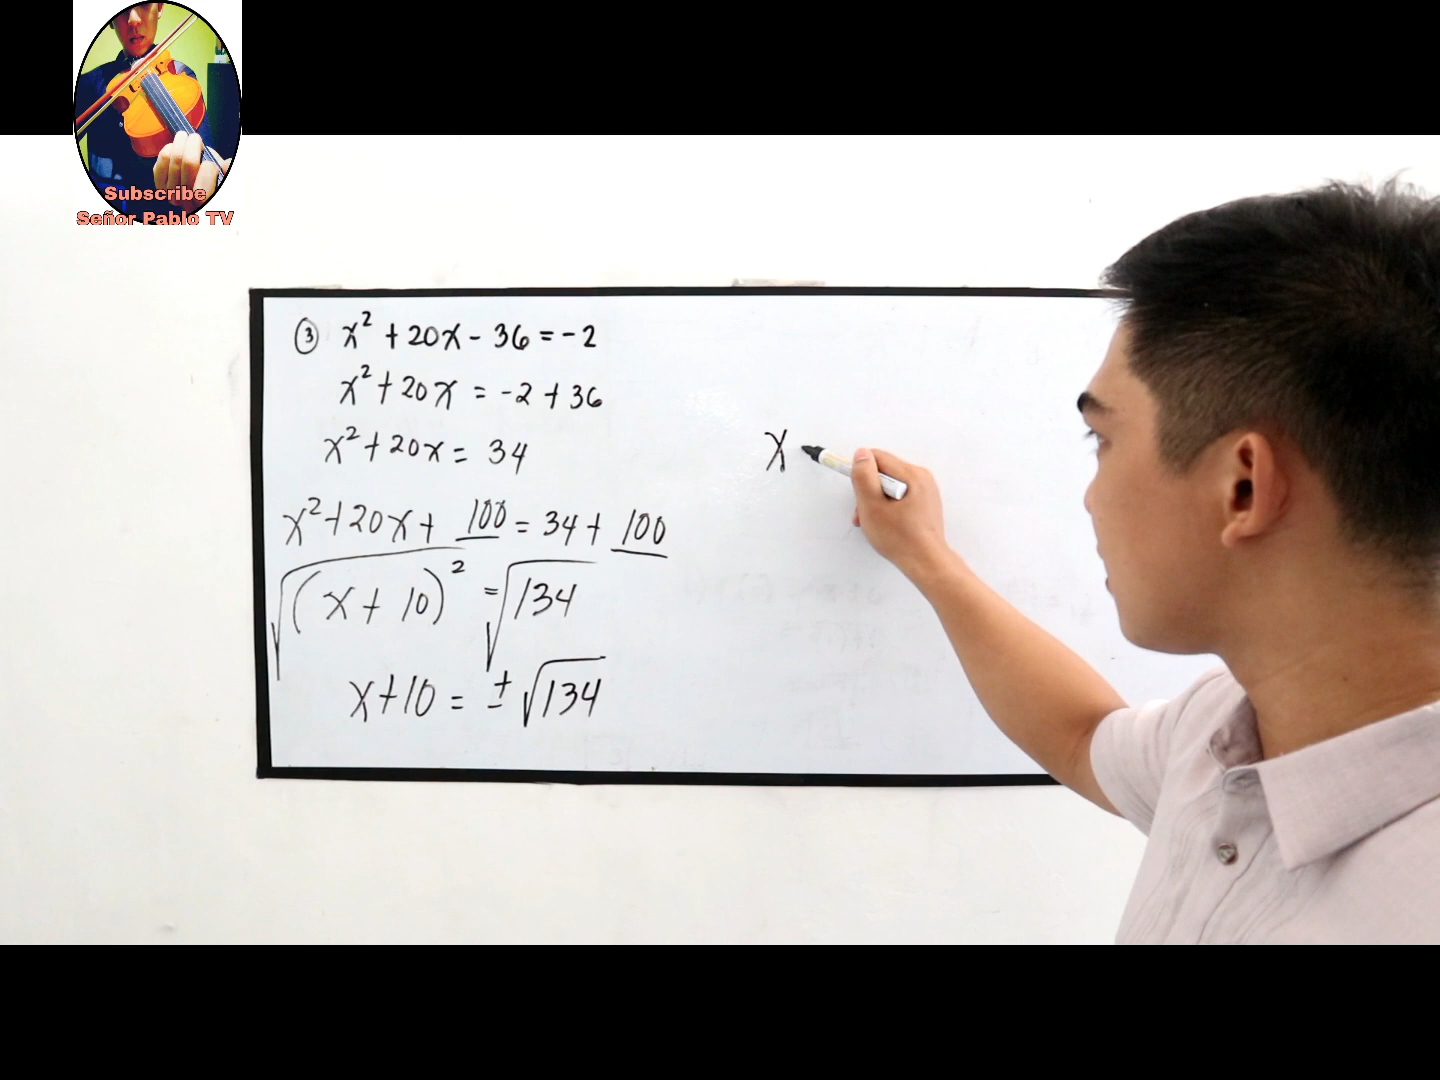 Subscribe
Señor Pablo TV
③ x² + 20x - 36 = -2
x² + 20x = -2 + 36
x² + 20x = 34
x² + 20x + 100 = 34 + 100
√(x + 10)² = √134
x + 10 = ± √134
x